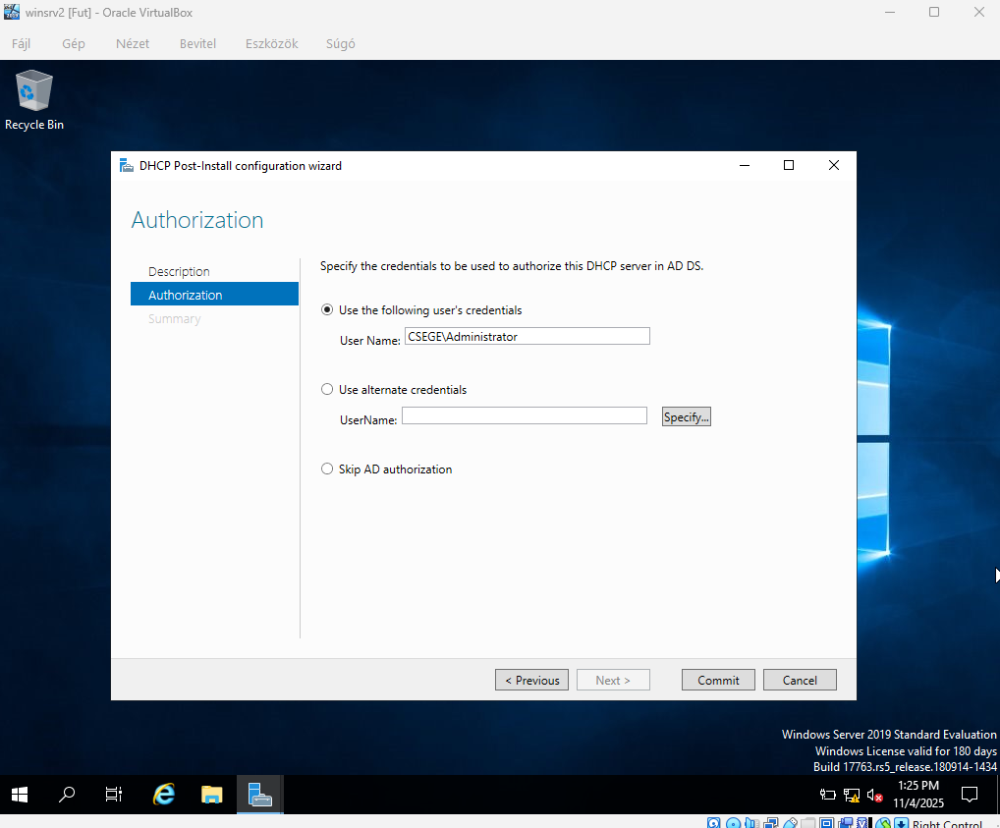 winsrv2 [Fut] - Oracle VirtualBox
Fájl Gép Nézet Bevitel Eszközök Súgó
Recycle Bin
DHCP Post-Install configuration wizard
Authorization
Description
Authorization
Summary
Specify the credentials to be used to authorize this DHCP server in AD DS.
Use the following user's credentials
User Name: CSEGE\Administrator
Use alternate credentials
UserName:
Specify...
Skip AD authorization
< Previous
Next >
Commit
Cancel
Windows Server 2019 Standard Evaluation
Windows License valid for 180 days
Build 17763.rs5_release.180914-1434
1:25 PM
11/4/2025
Right Control